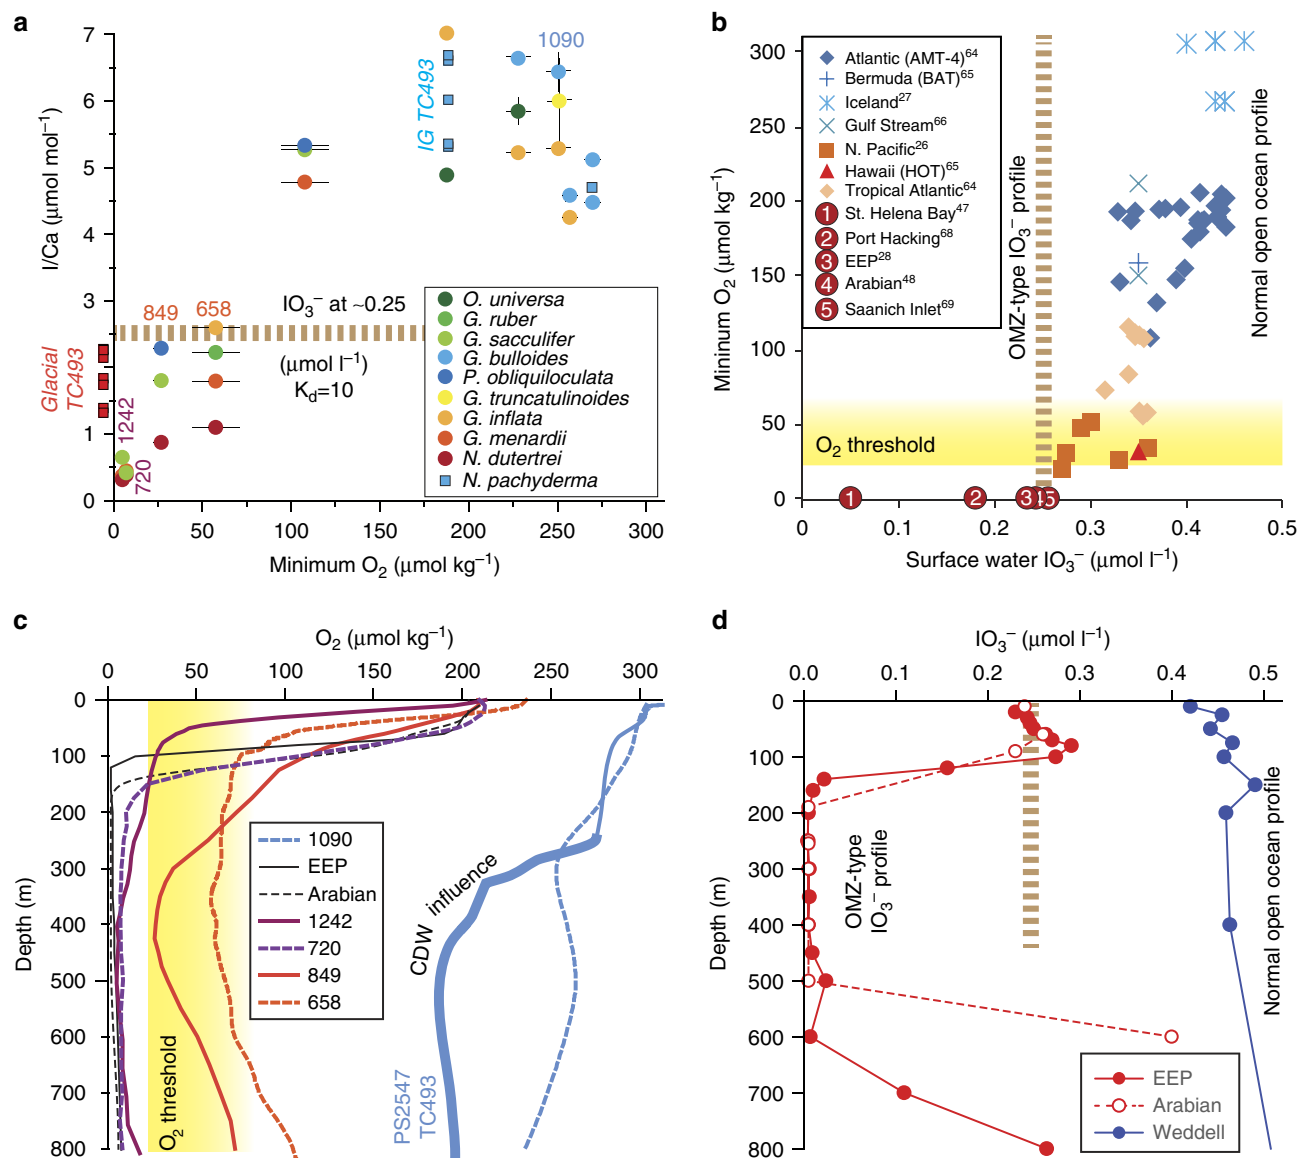 a
7
6
5
4
3
2
1
0
I/Ca (μmol mol⁻¹)
0
50
100
150
200
250
300
Minimum O₂ (μmol kg⁻¹)
IG TC493
1090
849
658
IO₃⁻ at ~0.25
(μmol l⁻¹)
K_d=10
Glacial
TC493
1242
720
O. universa
G. ruber
G. sacculifer
G. bulloides
P. obliquiloculata
G. truncatulinoides
G. inflata
G. menardii
N. dutertrei
N. pachyderma
b
300
250
200
150
100
50
0
Mininum O₂ (μmol kg⁻¹)
0
0.1
0.2
0.3
0.4
0.5
Surface water IO₃⁻ (μmol l⁻¹)
Atlantic (AMT-4)⁶⁴
Bermuda (BAT)⁶⁵
Iceland²⁷
Gulf Stream⁶⁶
N. Pacific²⁶
Hawaii (HOT)⁶⁵
Tropical Atlantic⁶⁴
1 St. Helena Bay⁴⁷
2 Port Hacking⁶⁸
3 EEP²⁸
4 Arabian⁴⁸
5 Saanich Inlet⁶⁹
OMZ-type IO₃⁻ profile
Normal open ocean profile
O₂ threshold
1
2
3
4
5
c
O₂ (μmol kg⁻¹)
0
50
100
150
200
250
300
0
100
200
300
400
500
600
700
800
Depth (m)
1090
EEP
Arabian
1242
720
849
658
CDW influence
PS2547
TC493
O₂ threshold
d
IO₃⁻ (μmol l⁻¹)
0.0
0.1
0.2
0.3
0.4
0.5
0
100
200
300
400
500
600
700
800
Depth (m)
OMZ-type
IO₃⁻ profile
Normal open ocean profile
EEP
Arabian
Weddell